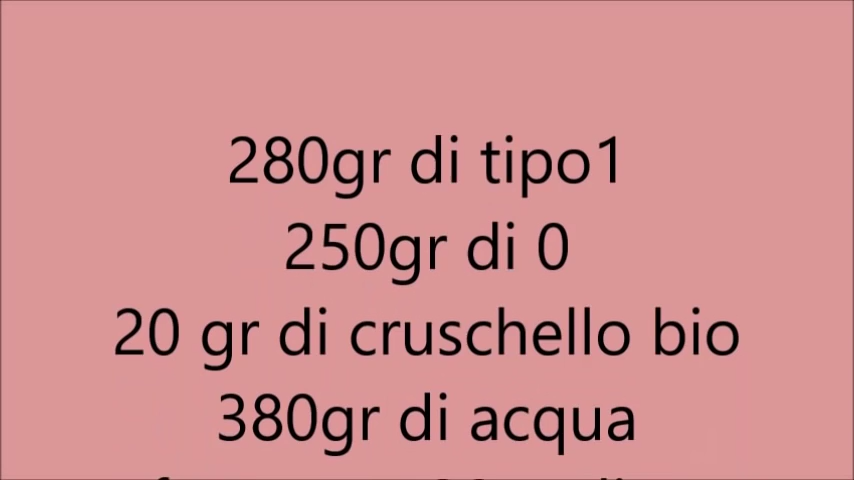 280gr di tipo1
250gr di 0
20 gr di cruschello bio
380gr di acqua